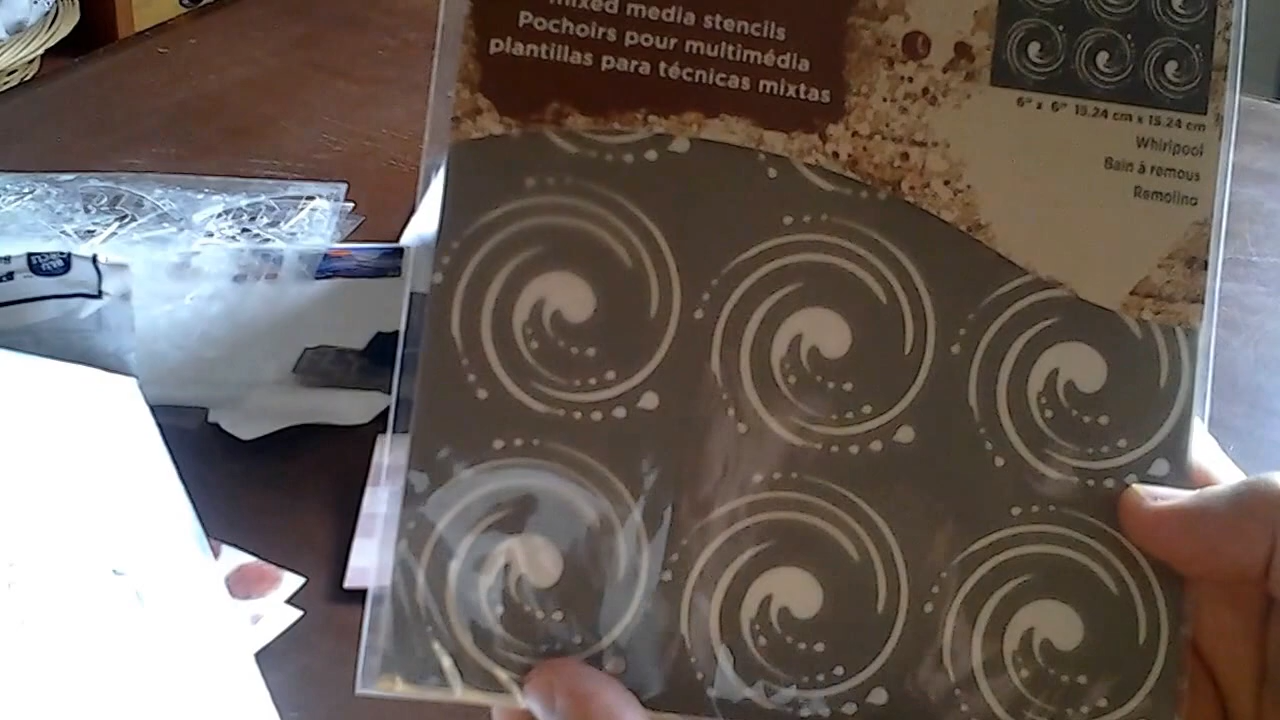 mixed media stencils
Pochoirs pour multimédia
plantillas para técnicas mixtas
6" x 6" 15.24 cm x 15.24 cm
Whirlpool
Bain à remous
Remolino